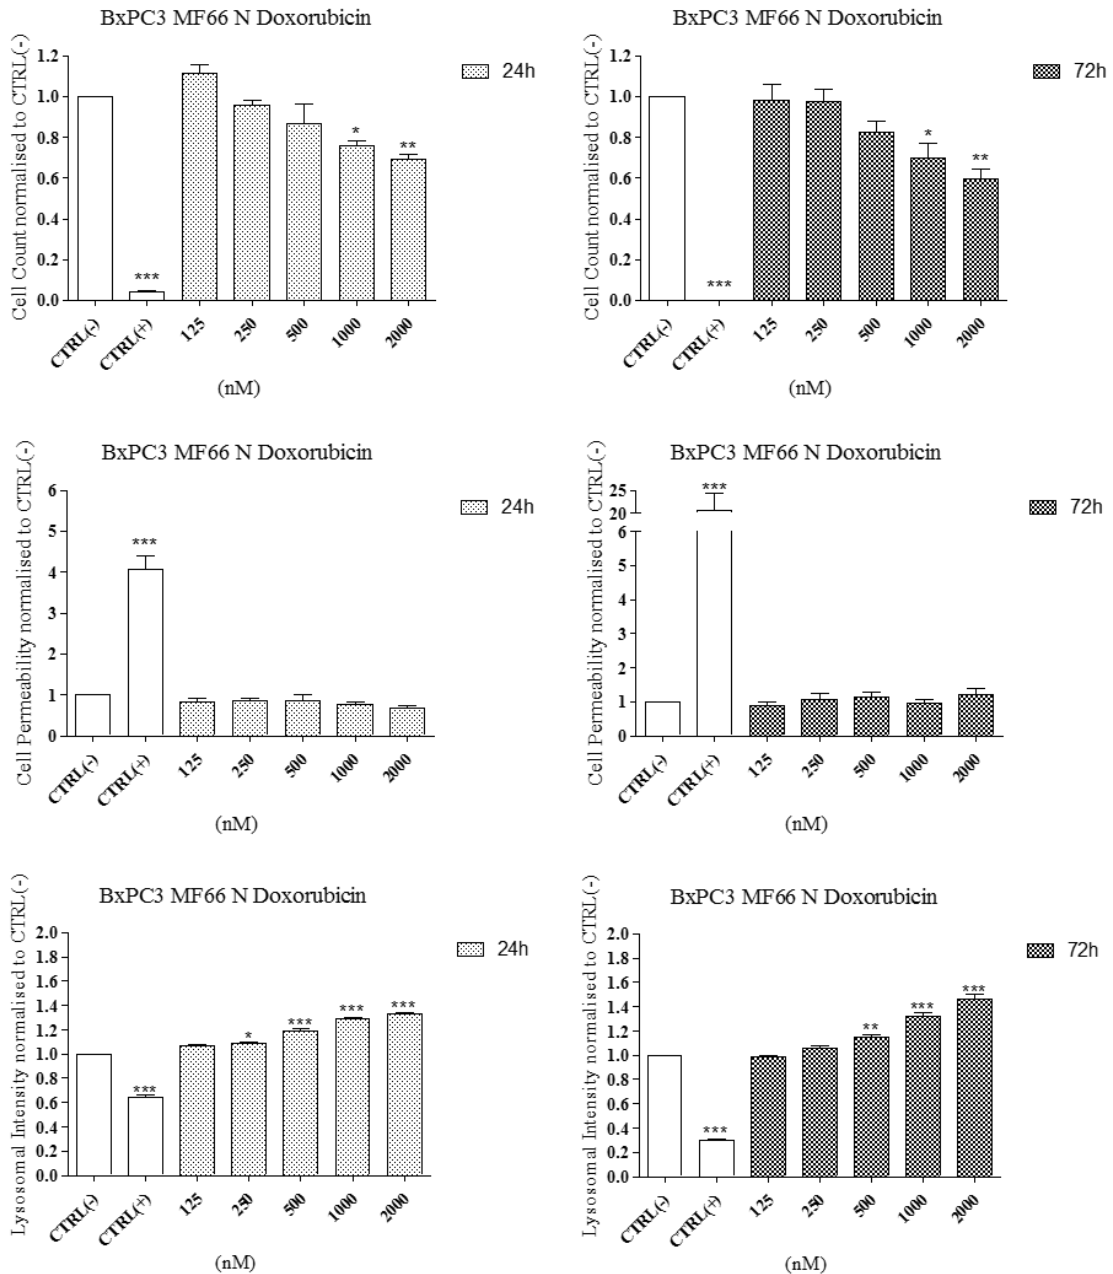 BxPC3 MF66 N Doxorubicin
Cell Count normalised to CTRL(-)
1.2
1.0
0.8
0.6
0.4
0.2
0.0
***
*
**
CTRL(-)
CTRL(+)
125
250
500
1000
2000
(nM)
24h
BxPC3 MF66 N Doxorubicin
Cell Count normalised to CTRL(-)
1.2
1.0
0.8
0.6
0.4
0.2
0.0
***
*
**
CTRL(-)
CTRL(+)
125
250
500
1000
2000
(nM)
72h
BxPC3 MF66 N Doxorubicin
Cell Permeability normalised to CTRL(-)
6
5
4
3
2
1
0
***
CTRL(-)
CTRL(+)
125
250
500
1000
2000
(nM)
24h
BxPC3 MF66 N Doxorubicin
Cell Permeability normalised to CTRL(-)
25
20
6
5
4
3
2
1
0
***
CTRL(-)
CTRL(+)
125
250
500
1000
2000
(nM)
72h
BxPC3 MF66 N Doxorubicin
Lysosomal Intensity normalised to CTRL(-)
2.0
1.8
1.6
1.4
1.2
1.0
0.8
0.6
0.4
0.2
0.0
***
*
***
***
***
CTRL(-)
CTRL(+)
125
250
500
1000
2000
(nM)
24h
BxPC3 MF66 N Doxorubicin
Lysosomal Intensity normalised to CTRL(-)
2.0
1.8
1.6
1.4
1.2
1.0
0.8
0.6
0.4
0.2
0.0
***
**
***
***
CTRL(-)
CTRL(+)
125
250
500
1000
2000
(nM)
72h